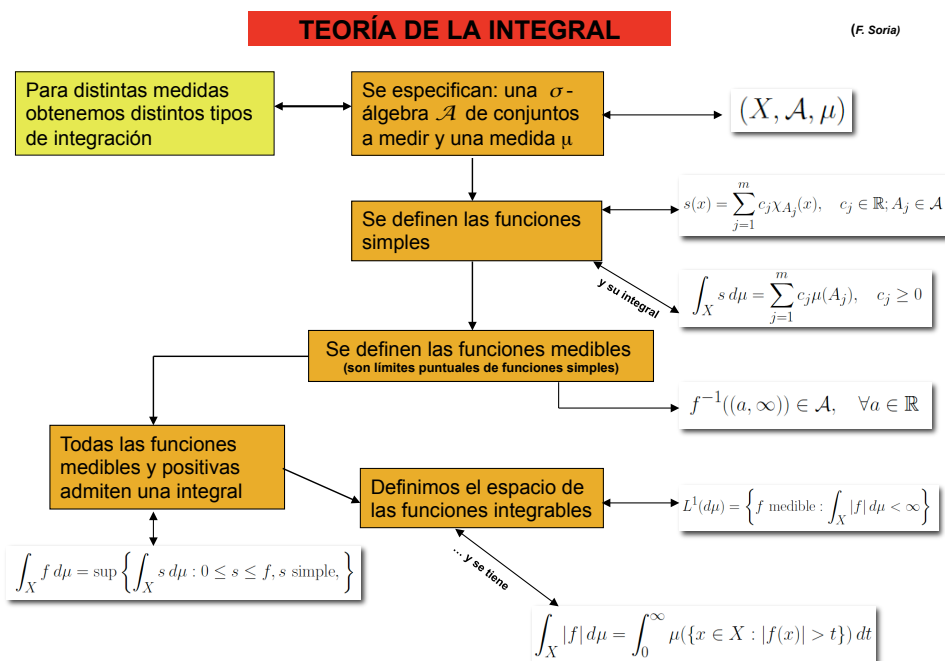 TEORÍA DE LA INTEGRAL
(F. Soria)
Para distintas medidas
obtenemos distintos tipos
de integración
Se especifican: una σ-
álgebra 𝒜 de conjuntos
a medir y una medida μ
(X, 𝒜, μ)
Se definen las funciones
simples
s(x) = ∑_{j=1}^{m} c_j χ_{A_j}(x), c_j ∈ ℝ; A_j ∈ 𝒜
y su integral
∫_X s dμ = ∑_{j=1}^{m} c_j μ(A_j), c_j ≥ 0
Se definen las funciones medibles
(son límites puntuales de funciones simples)
f^{-1}((a, ∞)) ∈ 𝒜, ∀a ∈ ℝ
Todas las funciones
medibles y positivas
admiten una integral
Definimos el espacio de
las funciones integrables
L^1(dμ) = { f medible : ∫_X |f| dμ < ∞ }
∫_X f dμ = sup { ∫_X s dμ : 0 ≤ s ≤ f, s simple, }
... y se tiene
∫_X |f| dμ = ∫_0^∞ μ({x ∈ X : |f(x)| > t}) dt